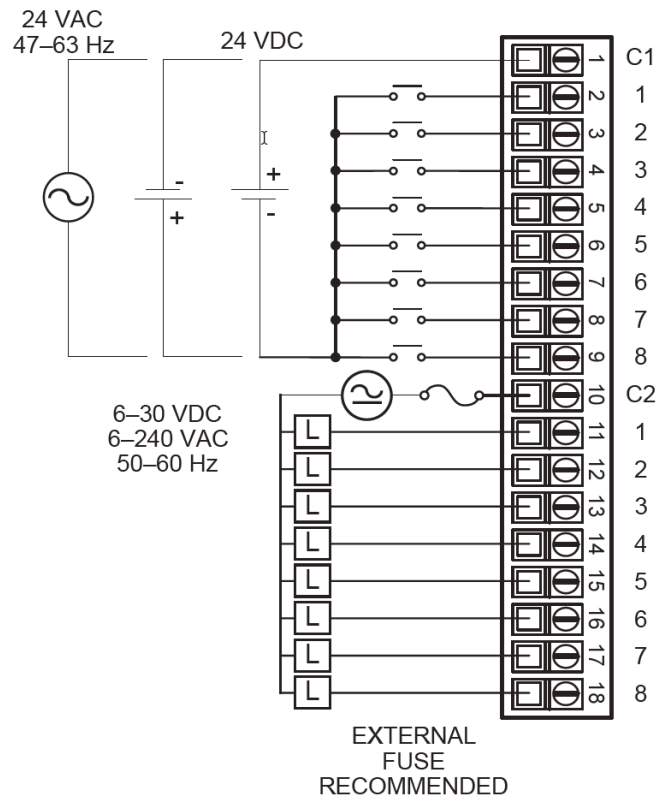 24 VAC
47–63 Hz
24 VDC
- +
+ -
1 C1
2 1
3 2
4 3
5 4
6 5
7 6
8 7
9 8
10 C2
6–30 VDC
6–240 VAC
50–60 Hz
L 11 1
L 12 2
L 13 3
L 14 4
L 15 5
L 16 6
L 17 7
L 18 8
EXTERNAL
FUSE
RECOMMENDED